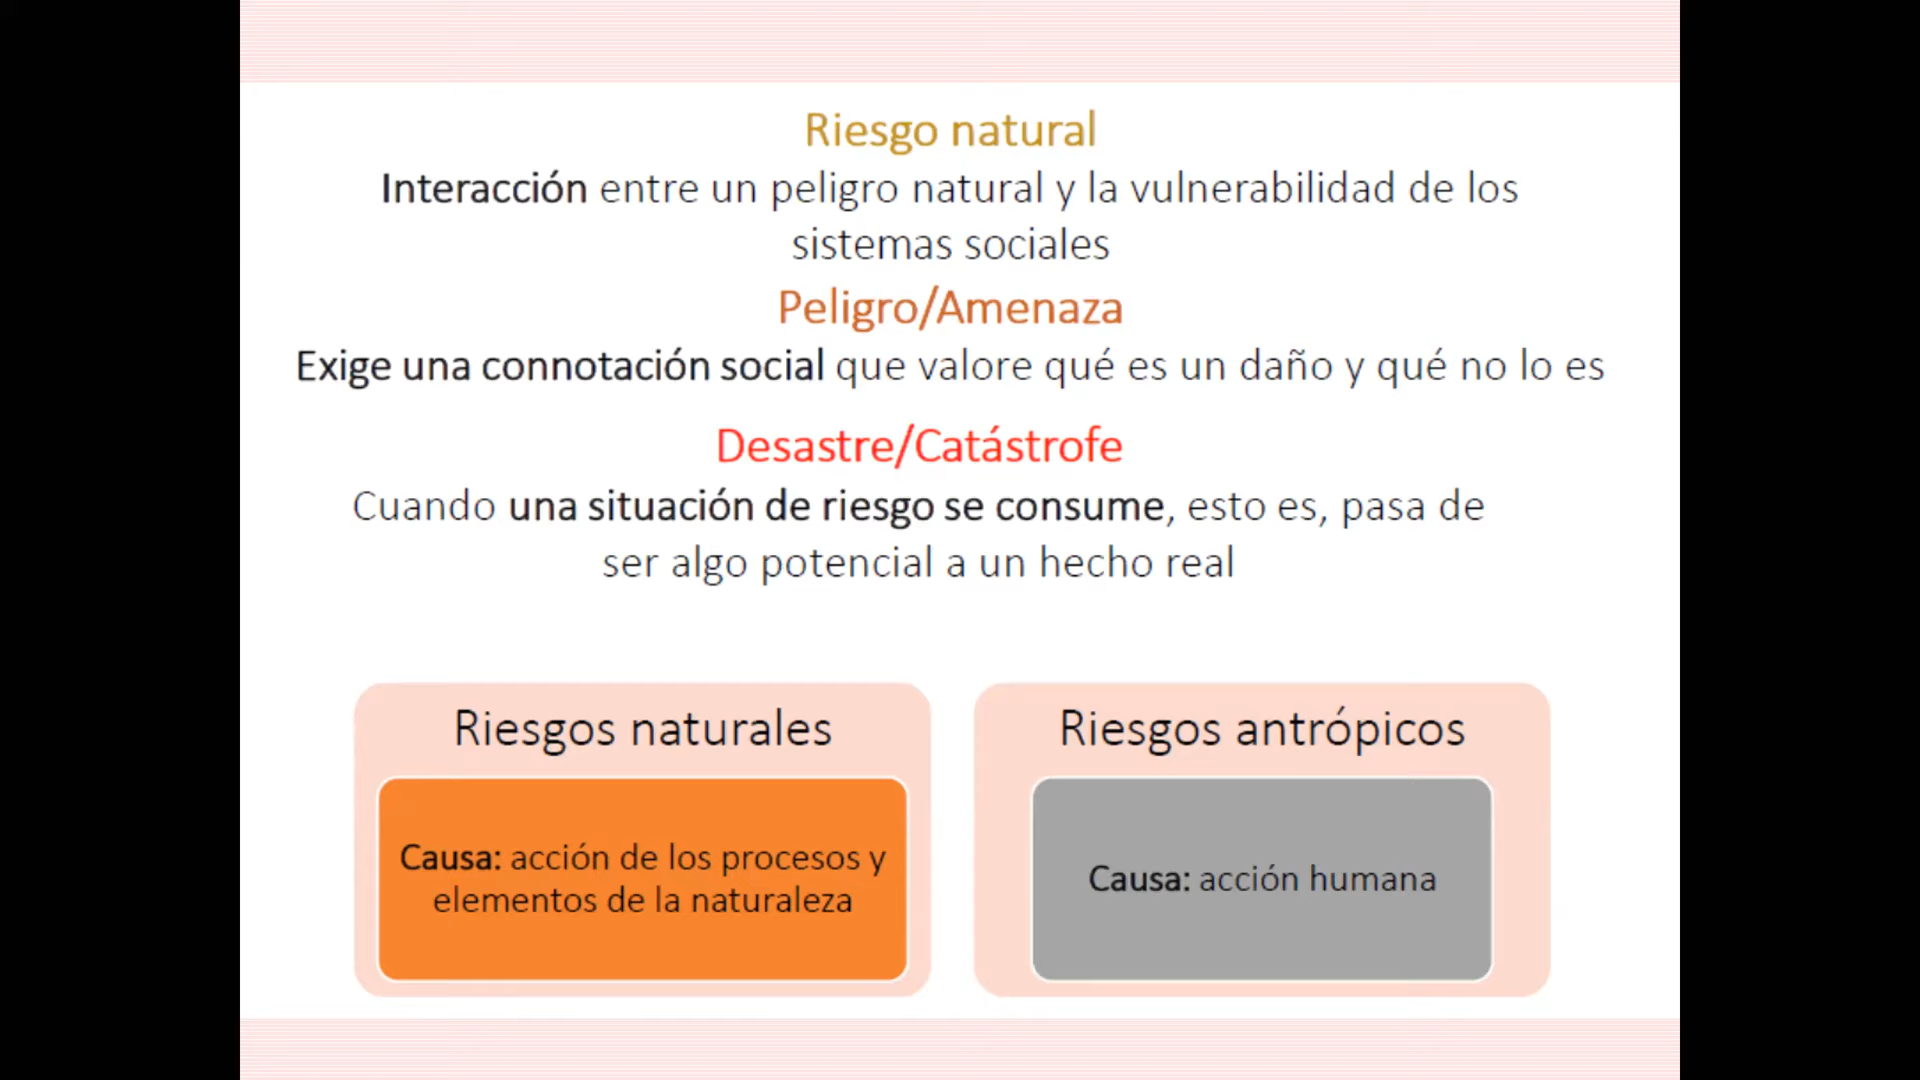 Riesgo natural
Interacción entre un peligro natural y la vulnerabilidad de los
sistemas sociales
Peligro/Amenaza
Exige una connotación social que valore qué es un daño y qué no lo es
Desastre/Catástrofe
Cuando una situación de riesgo se consume, esto es, pasa de
ser algo potencial a un hecho real
Riesgos naturales
Causa: acción de los procesos y
elementos de la naturaleza
Riesgos antrópicos
Causa: acción humana